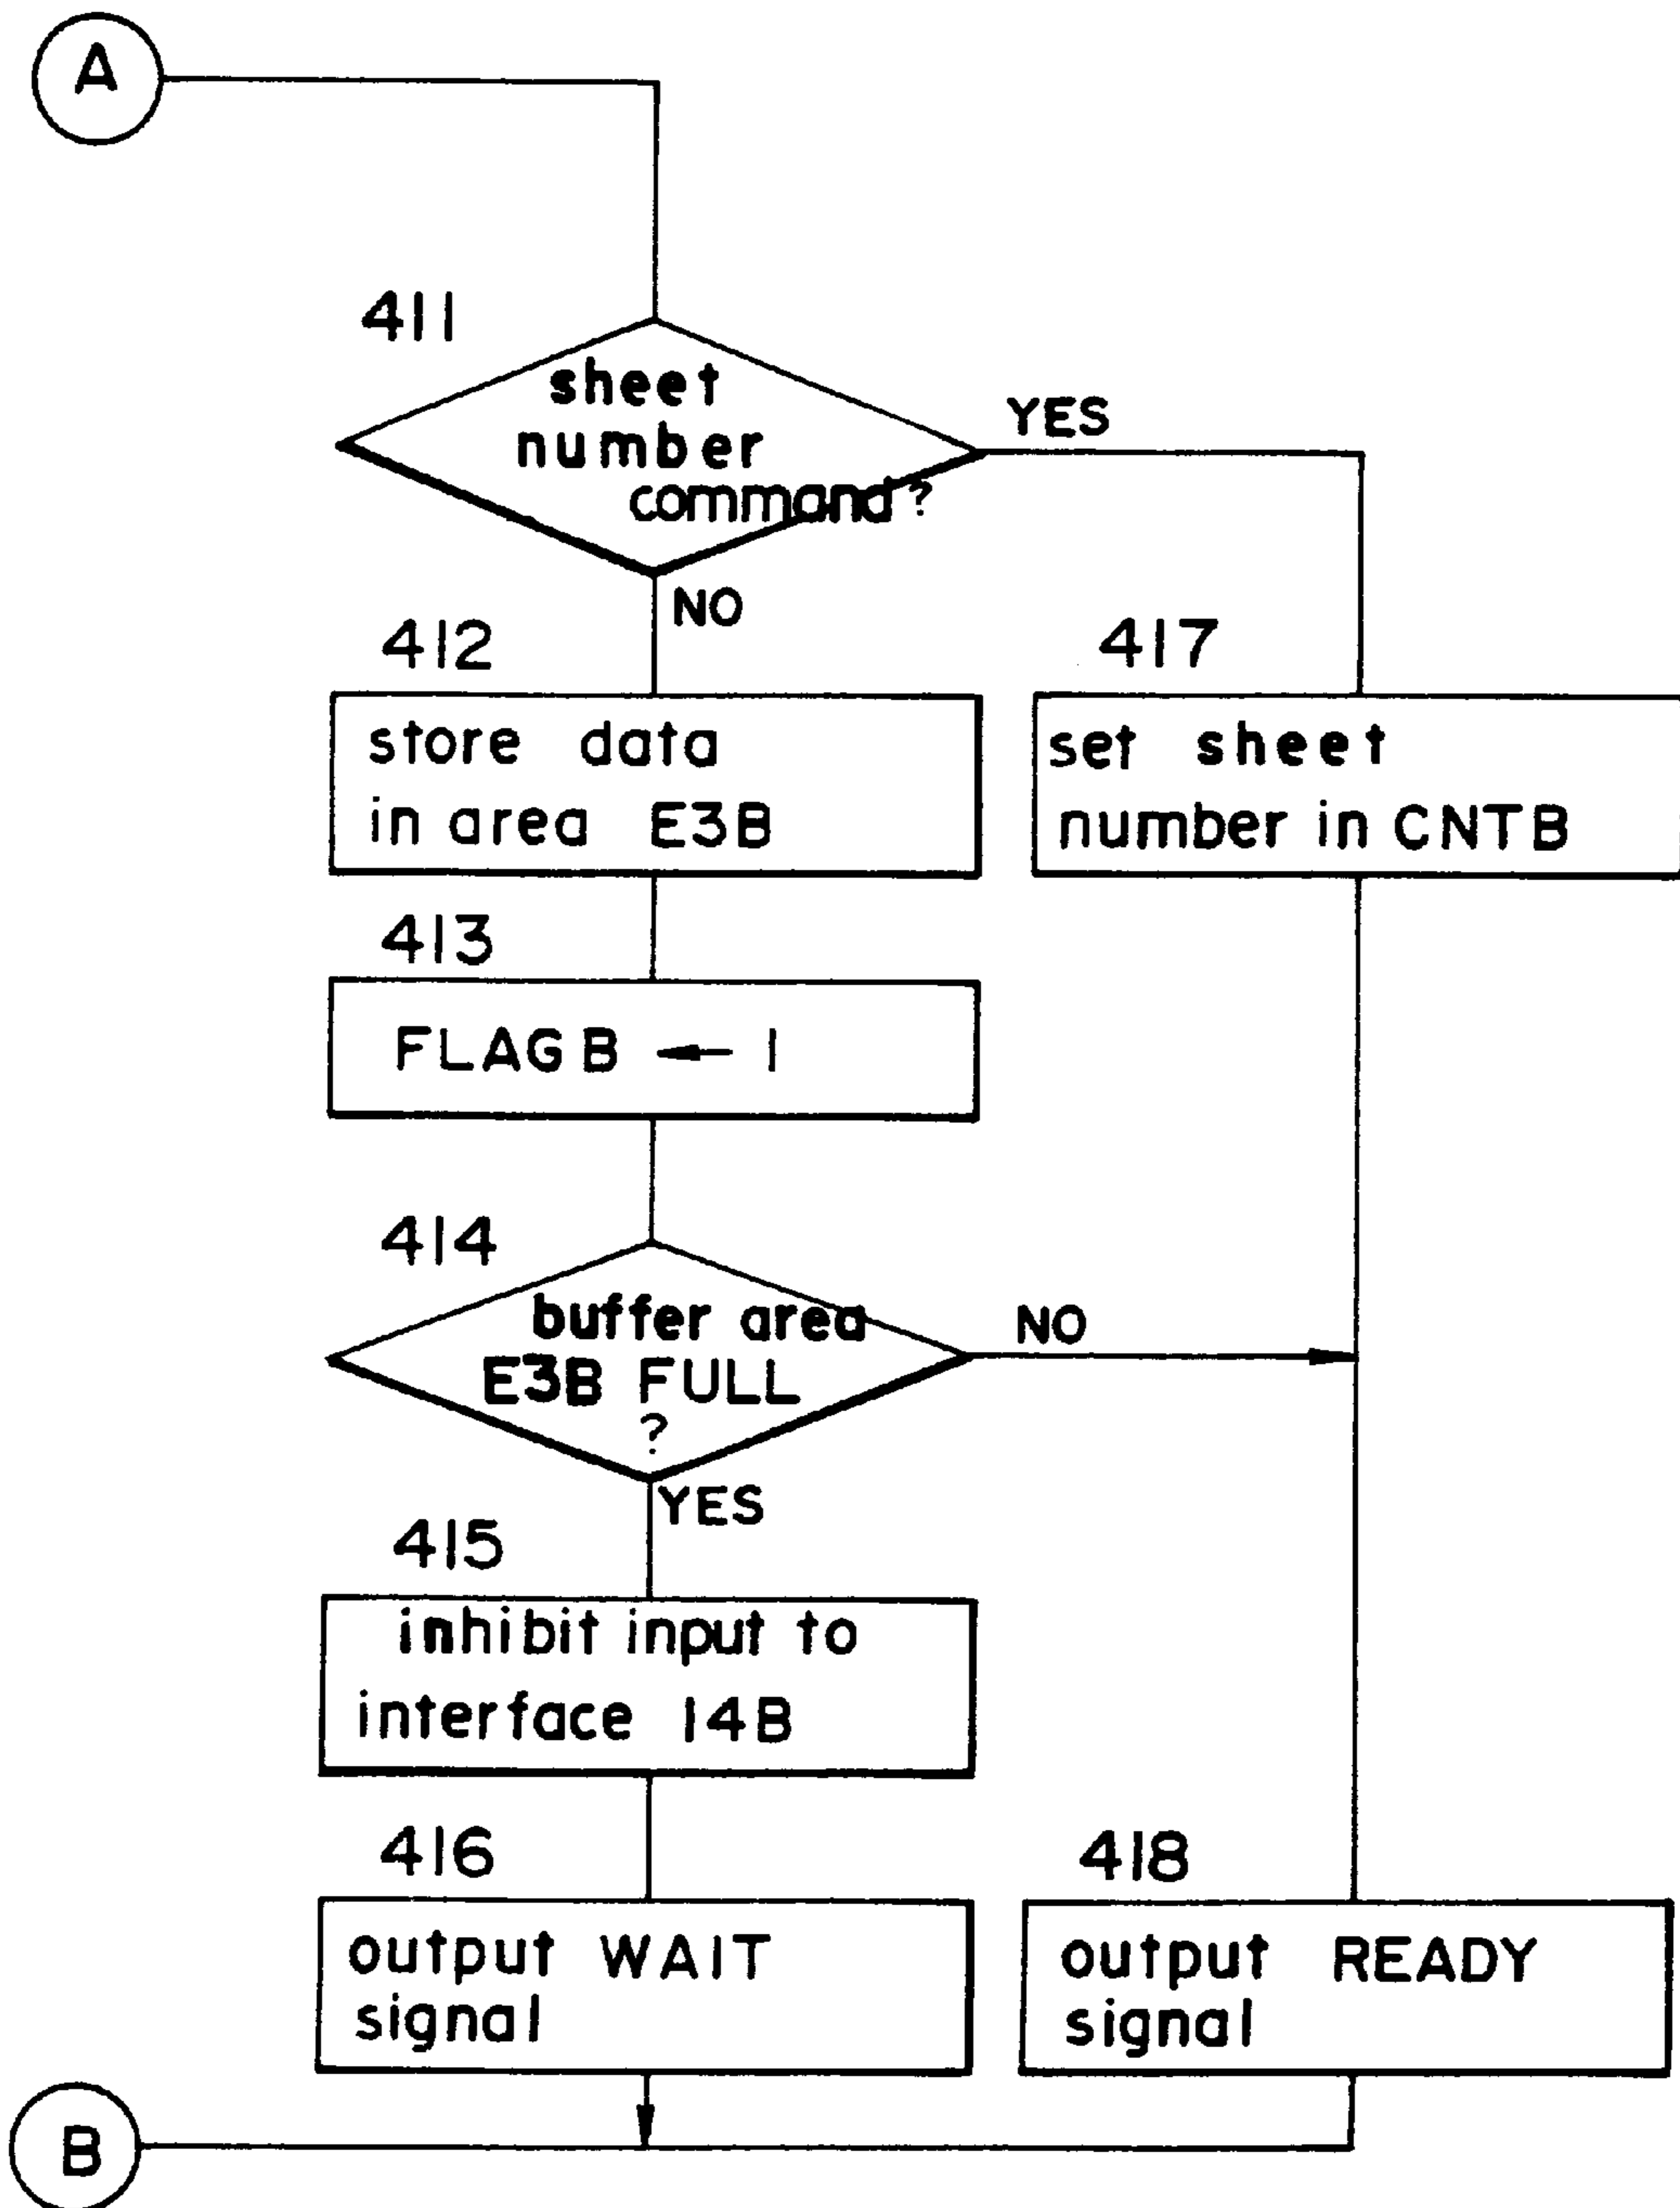 A
411
sheet
number
command?
YES
NO
412
store data
in area E3B
417
set sheet
number in CNTB
413
FLAGB ← 1
414
buffer area
E3B FULL
?
NO
YES
415
inhibit input to
interface 14B
416
output WAIT
signal
418
output READY
signal
B